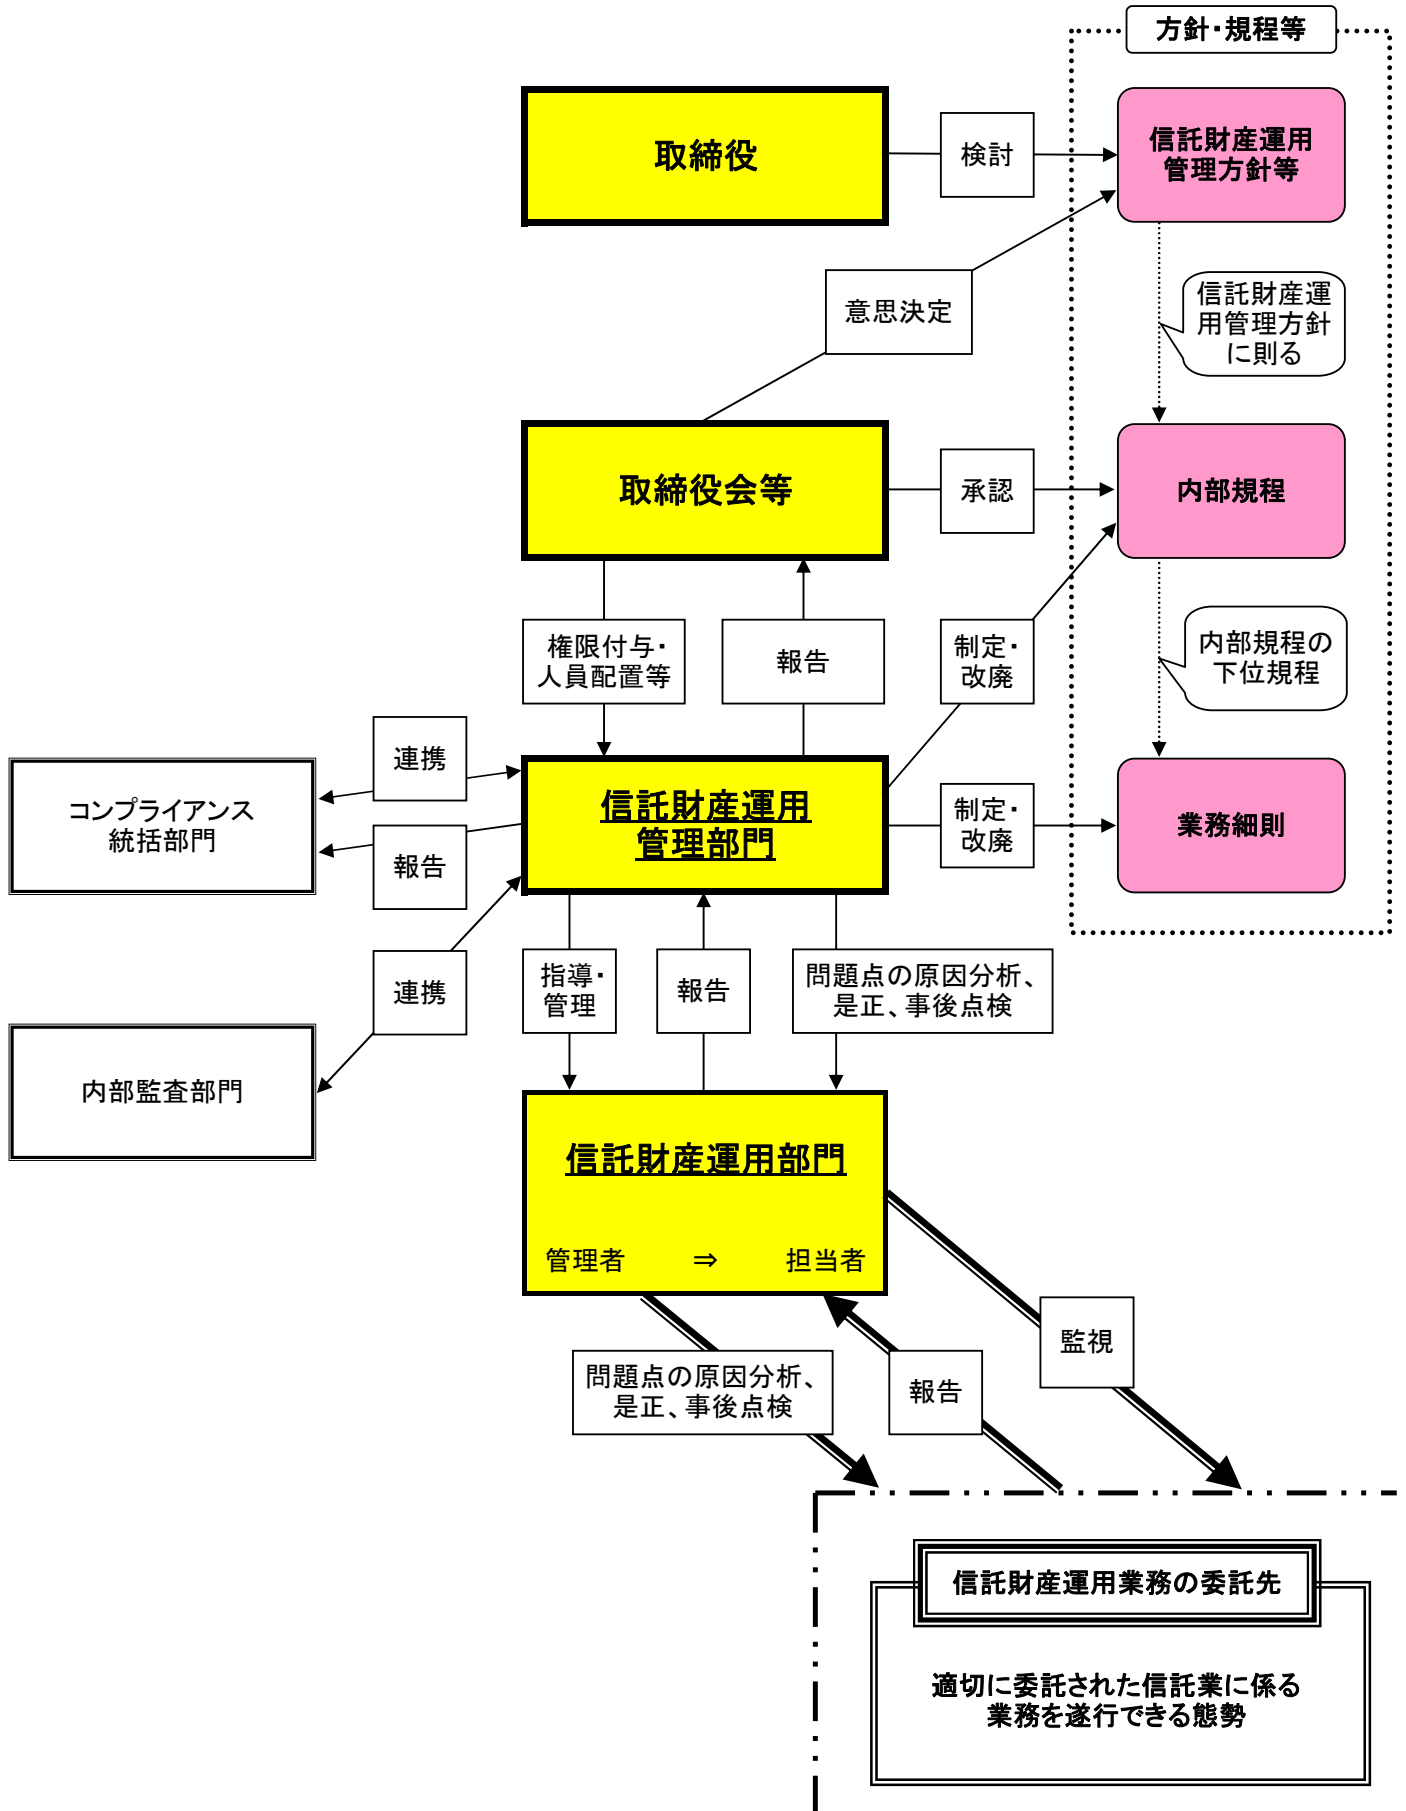 方針・規程等
取締役
検討
信託財産運用
管理方針等
意思決定
信託財産運
用管理方針
に則る
取締役会等
承認
内部規程
権限付与・
人員配置等
報告
制定・
改廃
内部規程の
下位規程
連携
コンプライアンス
統括部門
報告
信託財産運用
管理部門
制定・
改廃
業務細則
連携
指導・
管理
報告
問題点の原因分析、
是正、事後点検
内部監査部門
信託財産運用部門
管理者 ⇒ 担当者
監視
問題点の原因分析、
是正、事後点検
報告
信託財産運用業務の委託先
適切に委託された信託業に係る
業務を遂行できる態勢